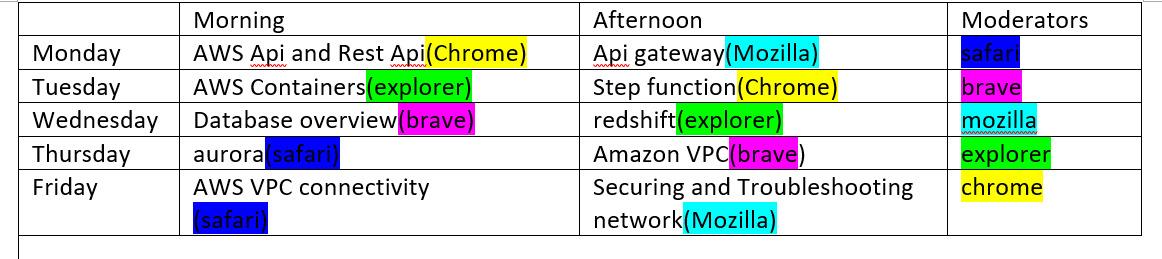 Morning Afternoon Moderators
Monday AWS Api and Rest Api(Chrome) Api gateway(Mozilla) safari
Tuesday AWS Containers(explorer) Step function(Chrome) brave
Wednesday Database overview(brave) redshift(explorer) mozilla
Thursday aurora(safari) Amazon VPC(brave) explorer
Friday AWS VPC connectivity Securing and Troubleshooting chrome
(safari) network(Mozilla)